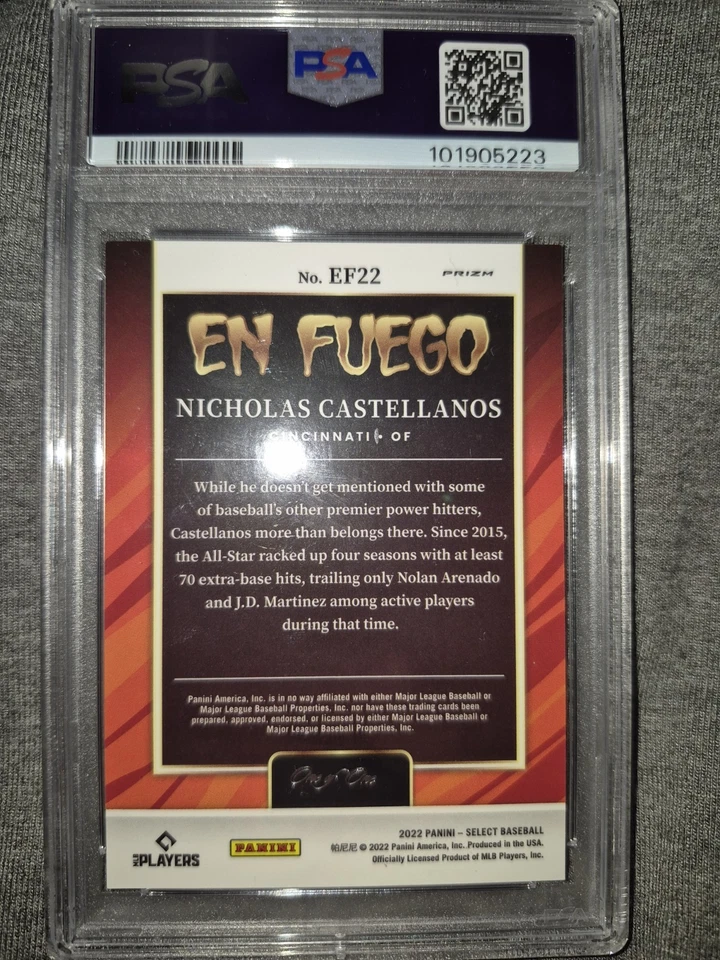 PSA PSA
101905223
No. EF22 PRIZM
EN FUEGO
NICHOLAS CASTELLANOS
CINCINNATI • OF
While he doesn't get mentioned with some
of baseball's other premier power hitters,
Castellanos more than belongs there. Since 2015,
the All-Star racked up four seasons with at least
70 extra-base hits, trailing only Nolan Arenado
and J.D. Martinez among active players
during that time.
Panini America, Inc. is in no way affiliated with either Major League Baseball or
Major League Baseball Properties, Inc. nor have these trading cards been
prepared, approved, endorsed, or licensed by either Major League Baseball or
Major League Baseball Properties, Inc.
One of One
MLB PLAYERS
PANINI
2022 PANINI – SELECT BASEBALL
帕尼尼 © 2022 Panini America, Inc. Produced in the USA.
Officially Licensed Product of MLB Players, Inc.